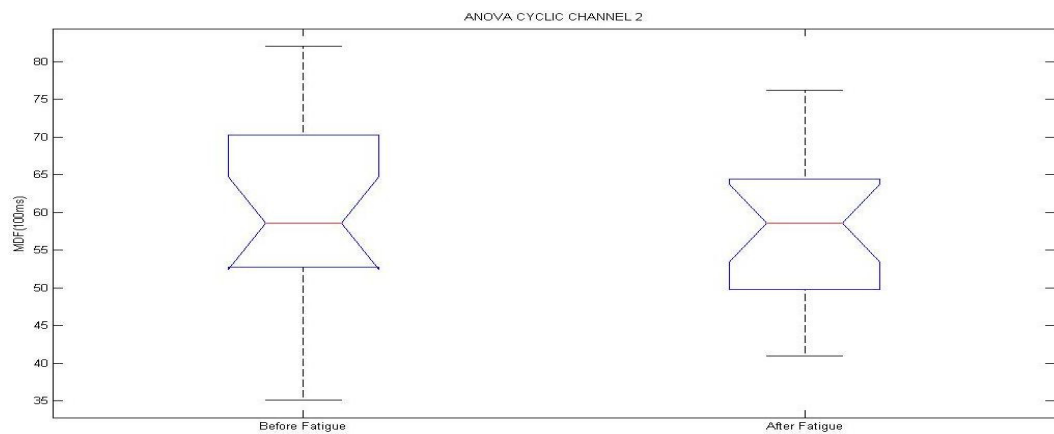 ANOVA CYCLIC CHANNEL 2
MDF(100ms)
80
75
70
65
60
55
50
45
40
35
Before Fatigue
After Fatigue